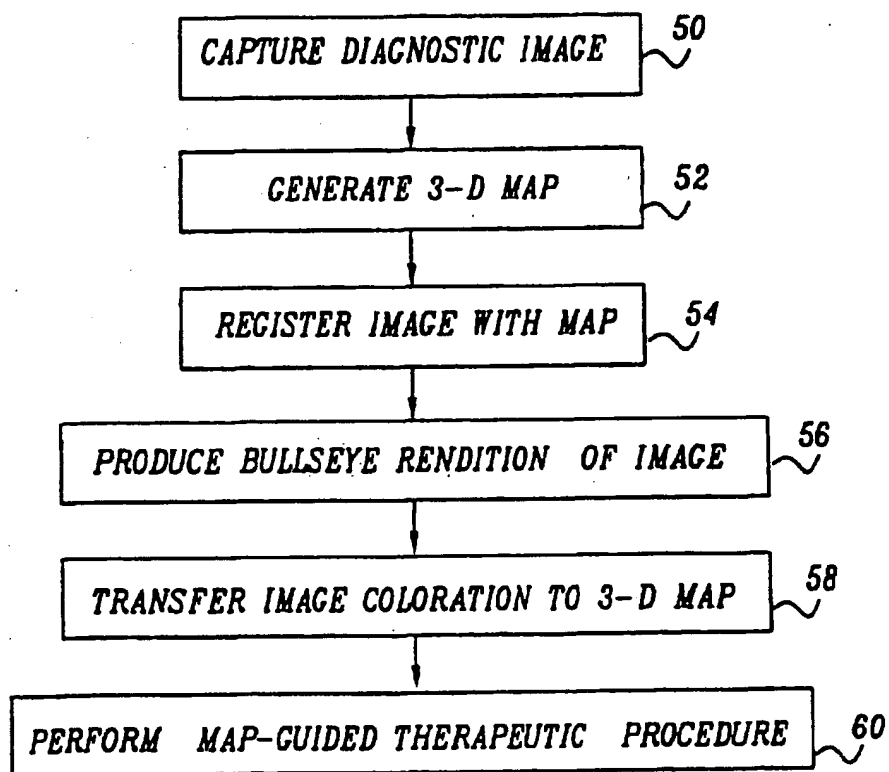 CAPTURE DIAGNOSTIC IMAGE 50
GENERATE 3-D MAP 52
REGISTER IMAGE WITH MAP 54
PRODUCE BULLSEYE RENDITION OF IMAGE 56
TRANSFER IMAGE COLORATION TO 3-D MAP 58
PERFORM MAP-GUIDED THERAPEUTIC PROCEDURE 60